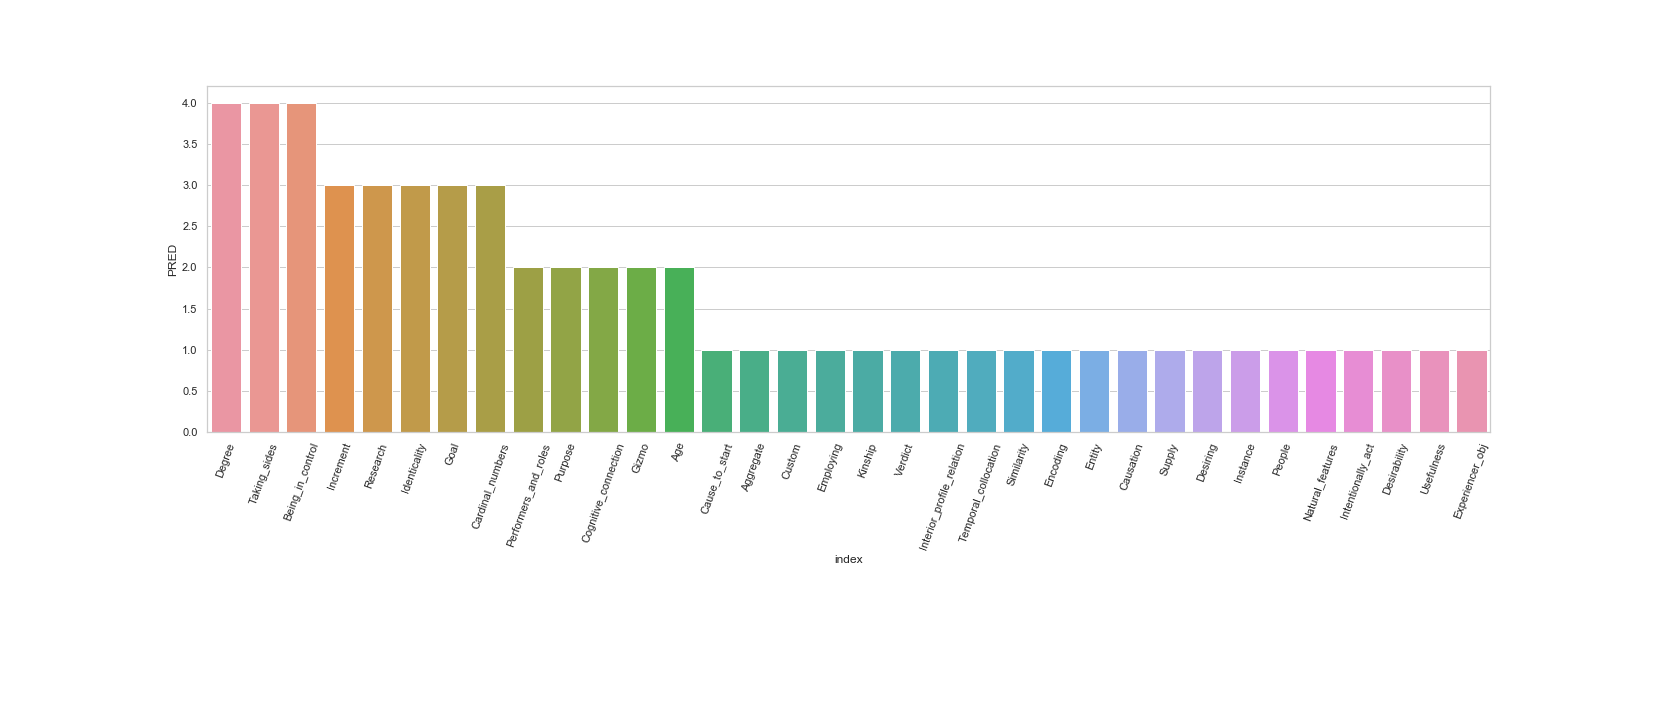 4.0
3.5
3.0
2.5
2.0
1.5
1.0
0.5
0.0
PRED
Degree
Taking_sides
Being_in_control
Increment
Research
Identicality
Goal
Cardinal_numbers
Performers_and_roles
Purpose
Cognitive_connection
Gizmo
Age
Cause_to_start
Aggregate
Custom
Employing
Kinship
Verdict
Interior_profile_relation
Temporal_collocation
Similarity
Encoding
Entity
Causation
Supply
Desiring
Instance
People
Natural_features
Intentionally_act
Desirability
Usefulness
Experiencer_obj
index